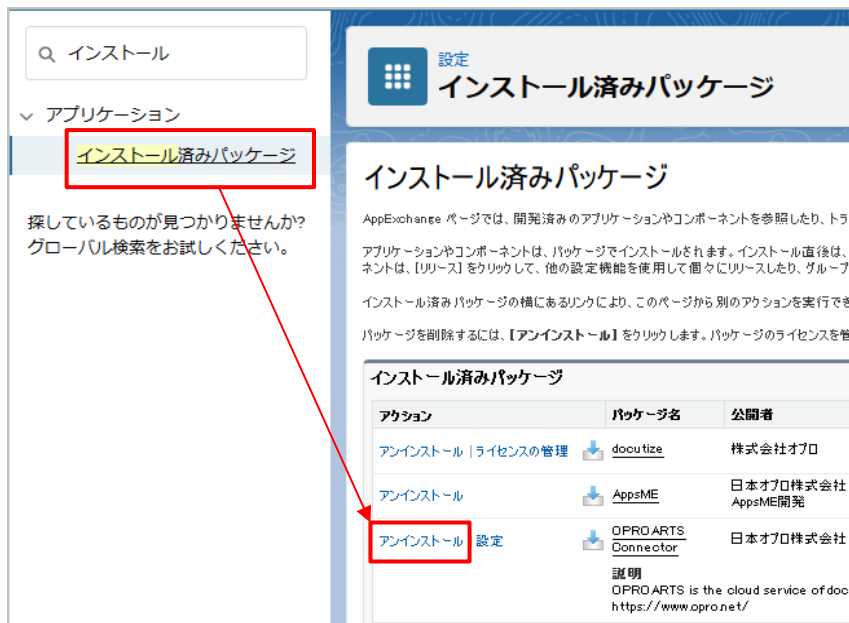 インストール
アプリケーション
インストール済みパッケージ
探しているものが見つかりませんか?
グローバル検索をお試しください。
設定
インストール済みパッケージ
インストール済みパッケージ
AppExchange ページでは、開発済みのアプリケーションやコンポーネントを参照したり、トラ
アプリケーションやコンポーネントは、パッケージでインストールされます。インストール直後は、
ネントは、[リリース] をクリックして、他の設定機能を使用して個々にリリースしたり、グループ
インストール済みパッケージの横にあるリンクにより、このページから別のアクションを実行でき
パッケージを削除するには、[アンインストール] をクリックします。パッケージのライセンスを管
インストール済みパッケージ
アクション パッケージ名 公開者
アンインストール | ライセンスの管理 docutize 株式会社オプロ
アンインストール AppsME 日本オプロ株式会社
AppsME開発
アンインストール 設定 OPROARTS
Connector 日本オプロ株式会社
説明
OPROARTS is the cloud service of doc
https://www.opro.net/